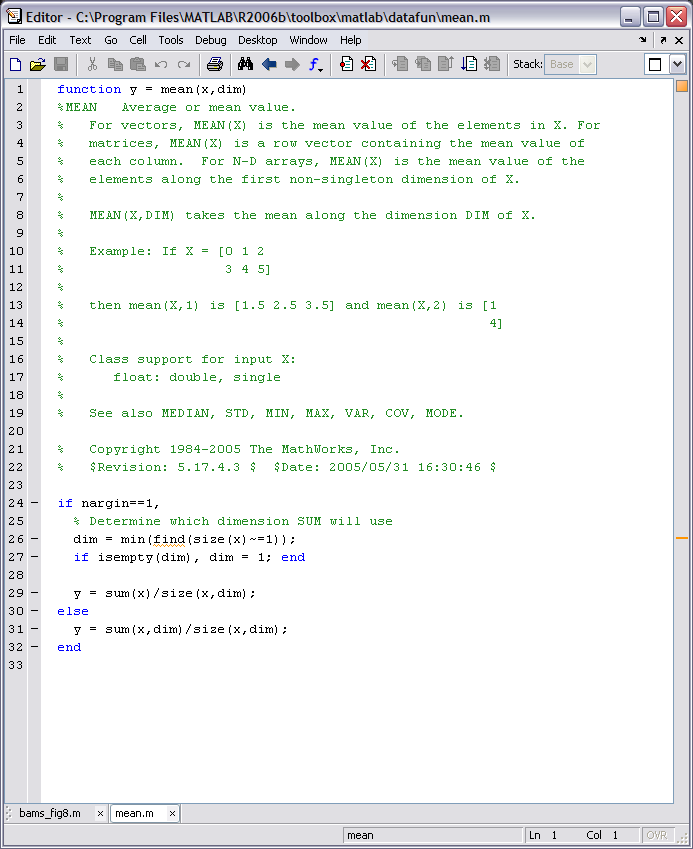 Editor - C:\Program Files\MATLAB\R2006b\toolbox\matlab\datafun\mean.m
File Edit Text Go Cell Tools Debug Desktop Window Help
Stack: Base
1 function y = mean(x,dim)
2 %MEAN   Average or mean value.
3 %   For vectors, MEAN(X) is the mean value of the elements in X. For
4 %   matrices, MEAN(X) is a row vector containing the mean value of
5 %   each column.  For N-D arrays, MEAN(X) is the mean value of the
6 %   elements along the first non-singleton dimension of X.
7 %
8 %   MEAN(X,DIM) takes the mean along the dimension DIM of X.
9 %
10 %   Example: If X = [0 1 2
11 %                    3 4 5]
12 %
13 %   then mean(X,1) is [1.5 2.5 3.5] and mean(X,2) is [1
14 %                                                     4]
15 %
16 %   Class support for input X:
17 %      float: double, single
18 %
19 %   See also MEDIAN, STD, MIN, MAX, VAR, COV, MODE.
20
21 %   Copyright 1984-2005 The MathWorks, Inc.
22 %   $Revision: 5.17.4.3 $  $Date: 2005/05/31 16:30:46 $
23
24 – if nargin==1,
25   % Determine which dimension SUM will use
26 –   dim = min(find(size(x)~=1));
27 –   if isempty(dim), dim = 1; end
28
29 –   y = sum(x)/size(x,dim);
30 – else
31 –   y = sum(x,dim)/size(x,dim);
32 – end
33
bams_fig8.m × mean.m ×
mean Ln 1 Col 1 OVR